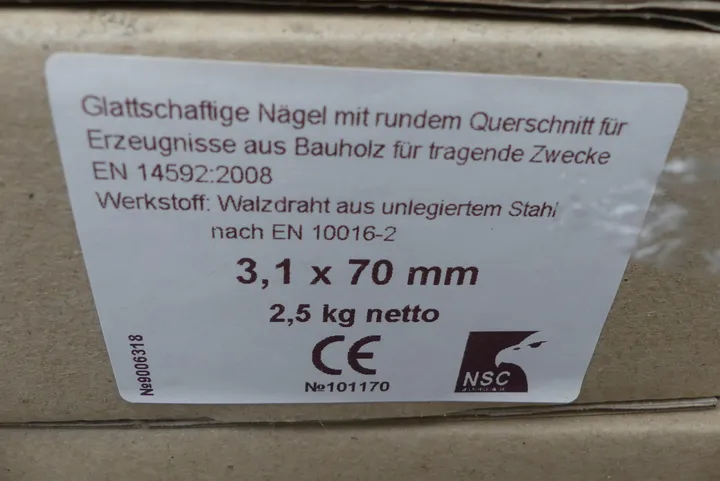 Glattschaftige Nägel mit rundem Querschnitt für
Erzeugnisse aus Bauholz für tragende Zwecke
EN 14592:2008
Werkstoff: Walzdraht aus unlegiertem Stahl
nach EN 10016-2
3,1 x 70 mm
2,5 kg netto
CE
№101170
NSC
№9006318